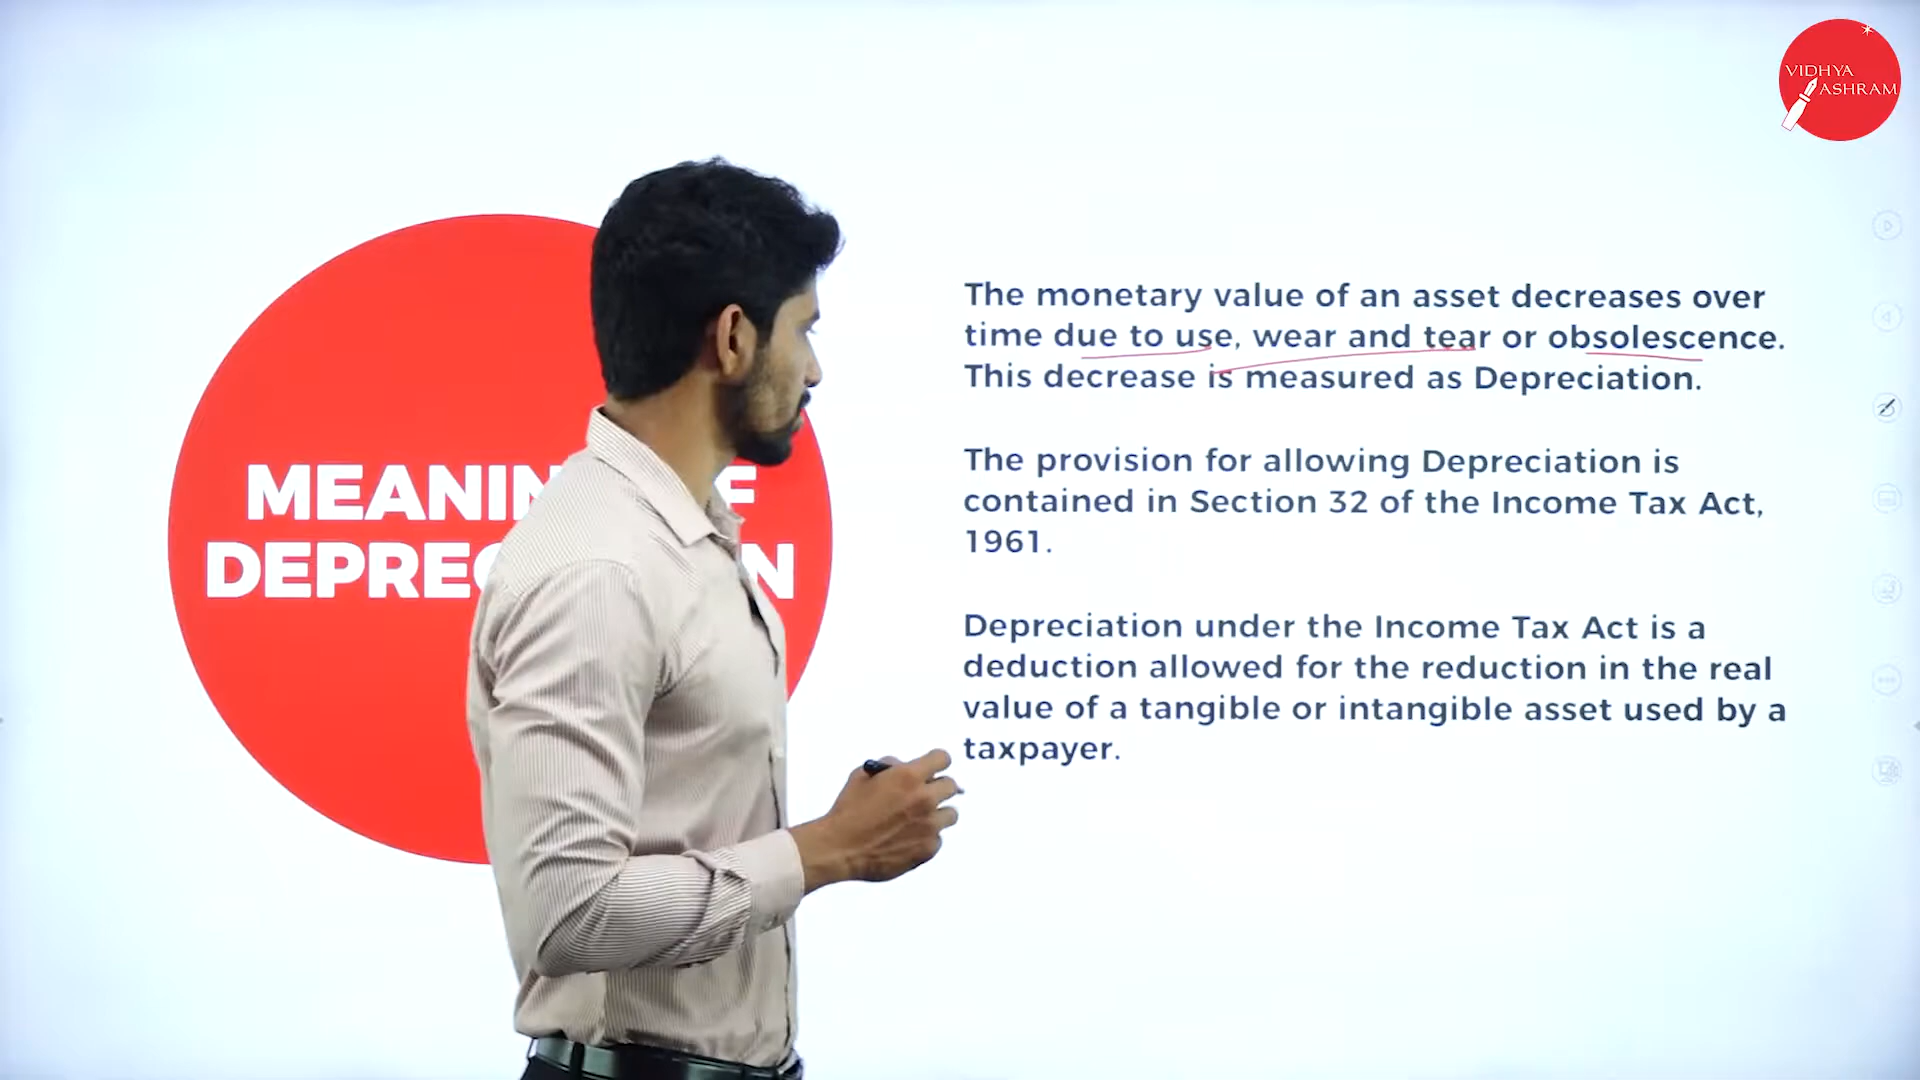 VIDHYA
ASHRAM
MEANIN F
DEPREC N
The monetary value of an asset decreases over
time due to use, wear and tear or obsolescence.
This decrease is measured as Depreciation.
The provision for allowing Depreciation is
contained in Section 32 of the Income Tax Act,
1961.
Depreciation under the Income Tax Act is a
deduction allowed for the reduction in the real
value of a tangible or intangible asset used by a
taxpayer.